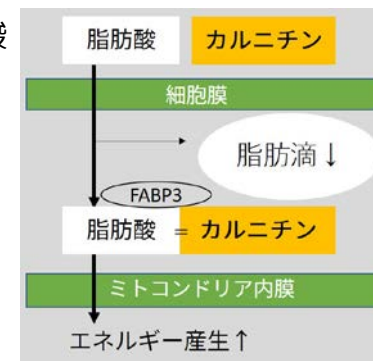 脂肪酸 カルニチン
細胞膜
脂肪滴↓
FABP3
脂肪酸 = カルニチン
ミトコンドリア内膜
エネルギー産生↑